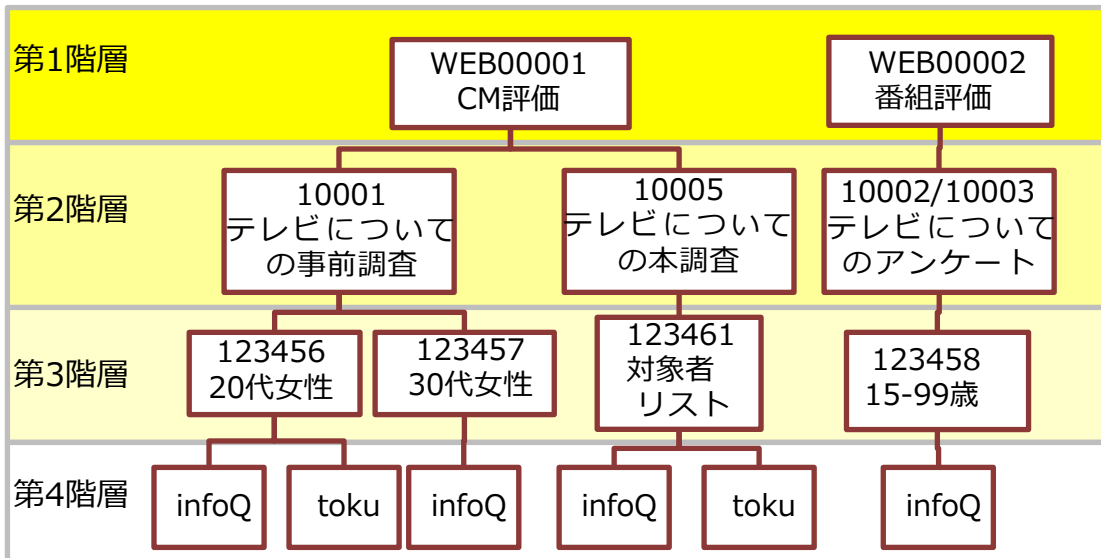 第1階層
WEB00001
CM評価
WEB00002
番組評価
第2階層
10001
テレビについて
の事前調査
10005
テレビについて
の本調査
10002/10003
テレビについて
のアンケート
第3階層
123456
20代女性
123457
30代女性
123461
対象者
リスト
123458
15-99歳
第4階層
infoQ
toku
infoQ
infoQ
toku
infoQ